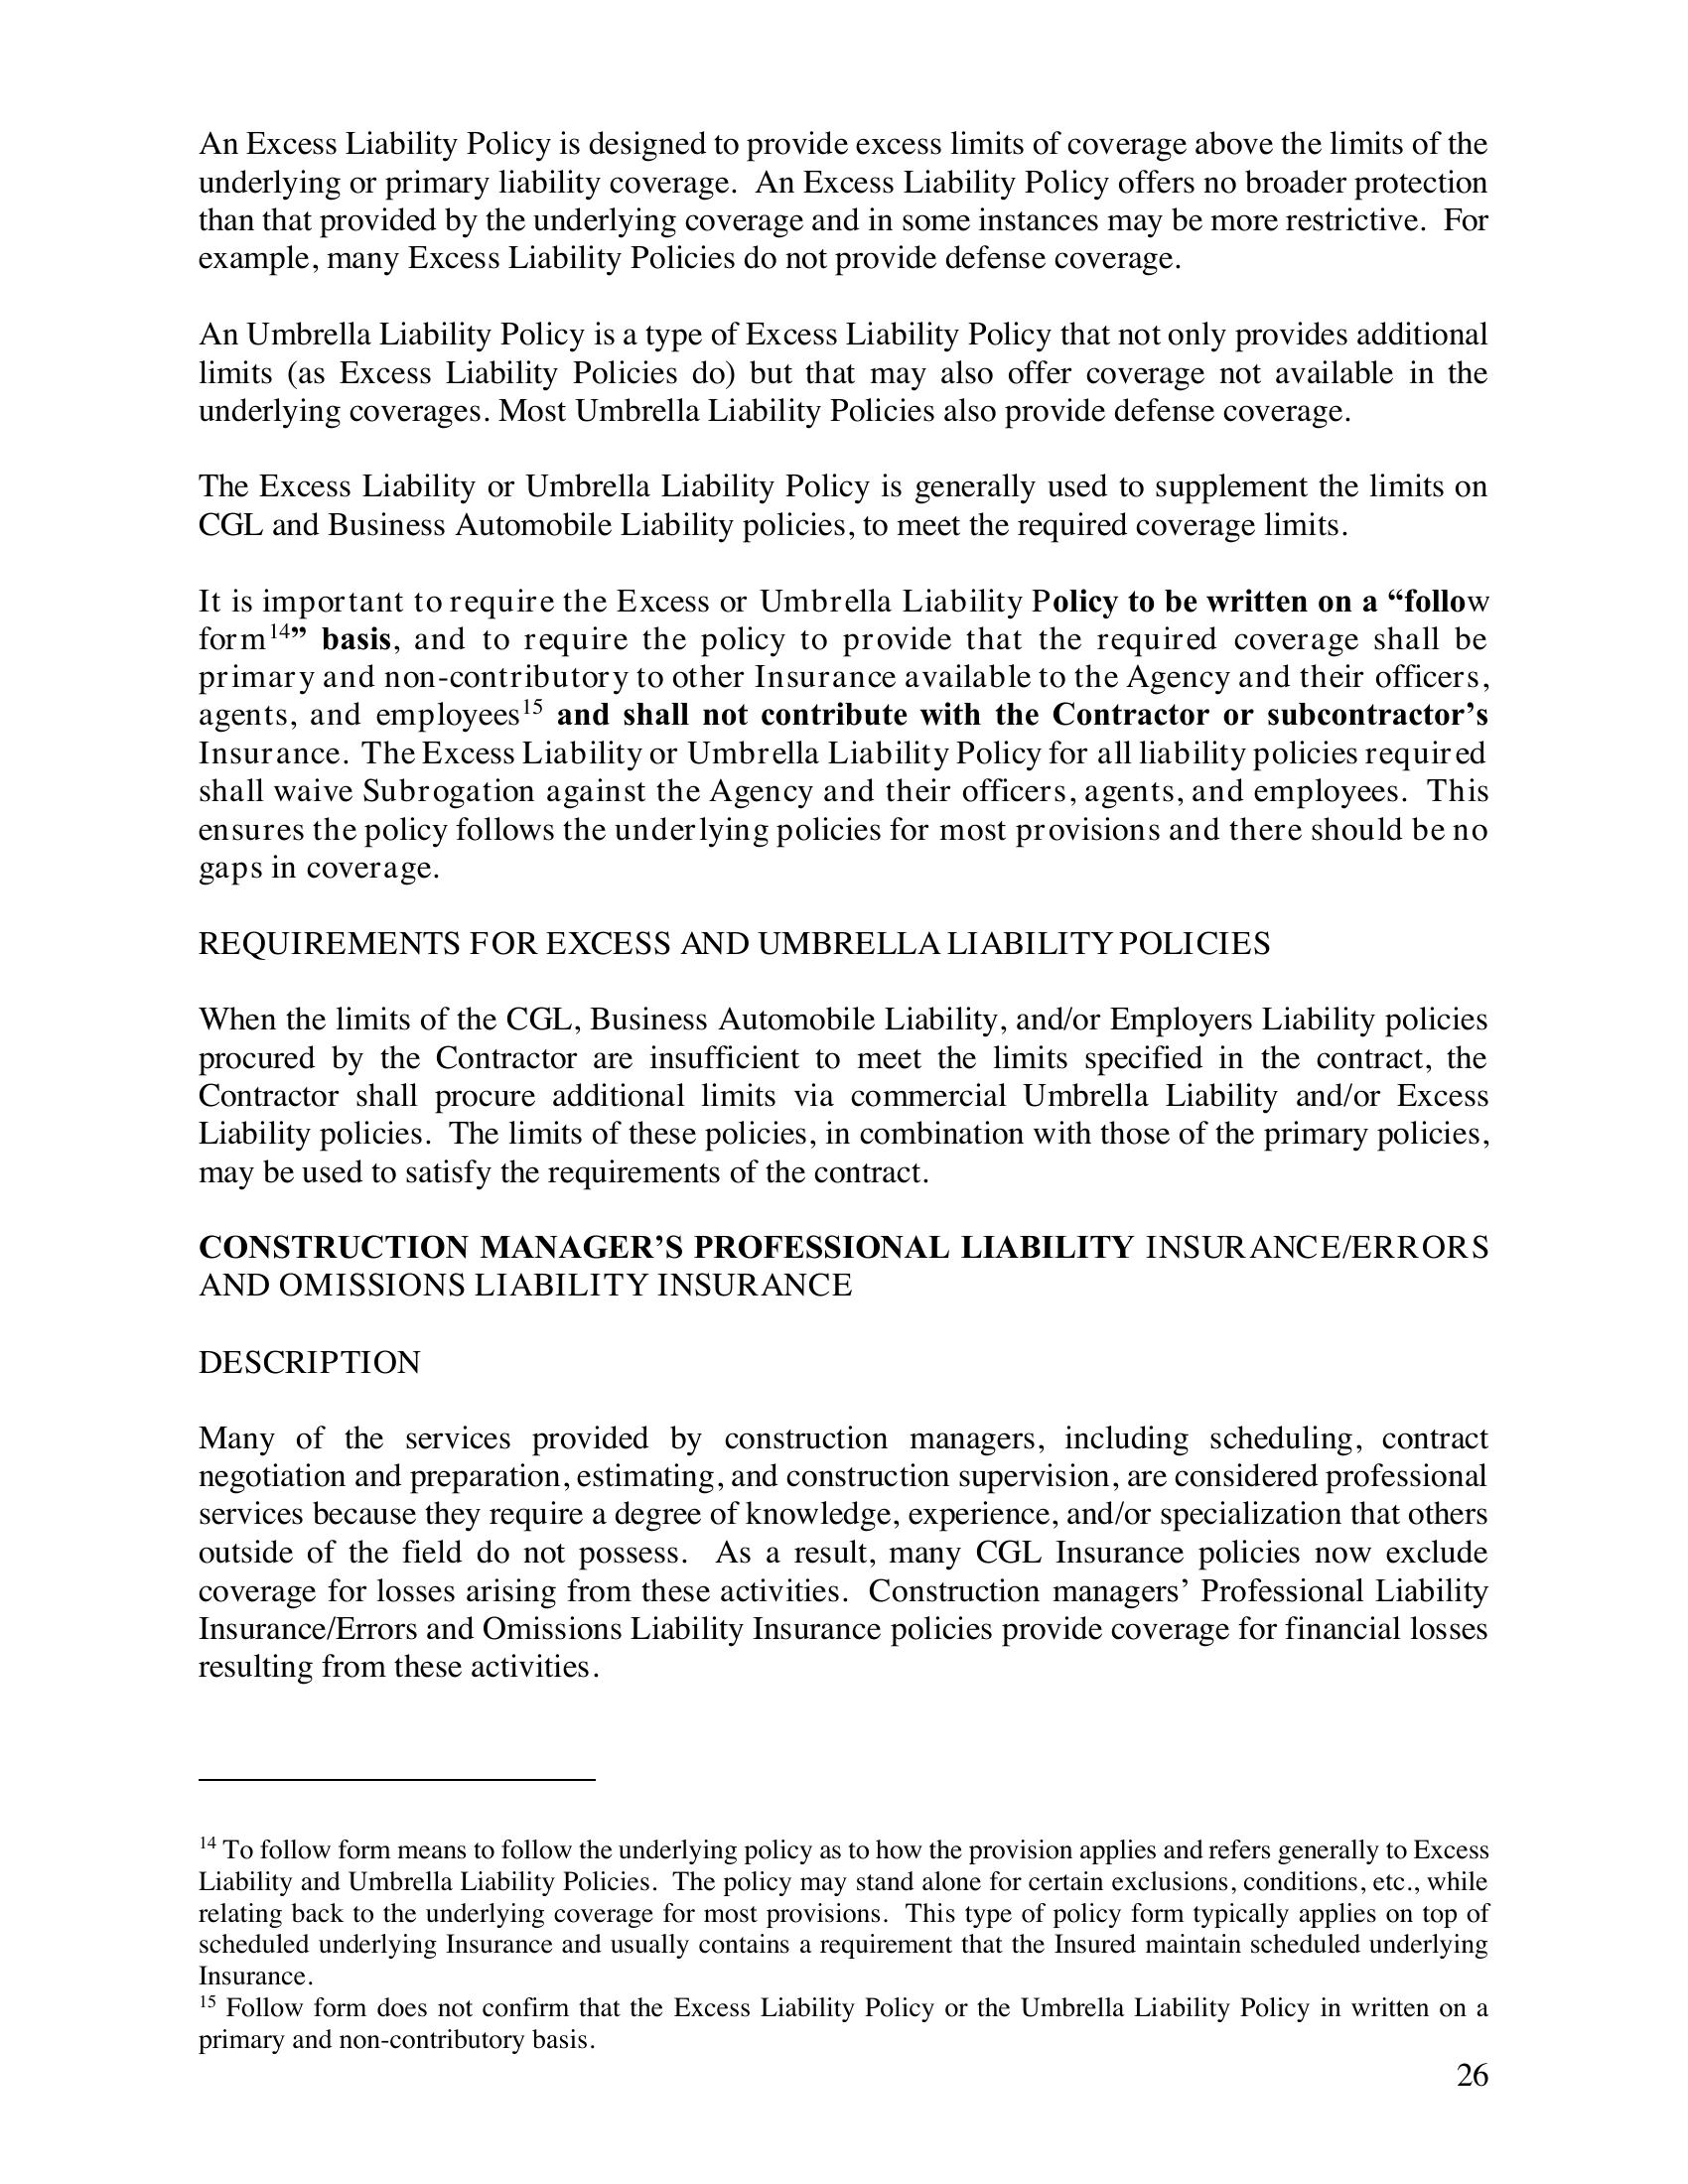 An Excess Liability Policy is designed to provide excess limits of coverage above the limits of the
underlying or primary liability coverage.  An Excess Liability Policy offers no broader protection
than that provided by the underlying coverage and in some instances may be more restrictive.  For
example, many Excess Liability Policies do not provide defense coverage.
An Umbrella Liability Policy is a type of Excess Liability Policy that not only provides additional
limits (as Excess Liability Policies do) but that may also offer coverage not available in the
underlying coverages. Most Umbrella Liability Policies also provide defense coverage.
The Excess Liability or Umbrella Liability Policy is generally used to supplement the limits on
CGL and Business Automobile Liability policies, to meet the required coverage limits.
It is important to require the Excess or Umbrella Liability Policy to be written on a “follow
form14” basis, and to require the policy to provide that the required coverage shall be
primary and non-contributory to other Insurance available to the Agency and their officers,
agents, and employees15 and shall not contribute with the Contractor or subcontractor’s
Insurance. The Excess Liability or Umbrella Liability Policy for all liability policies required
shall waive Subrogation against the Agency and their officers, agents, and employees.  This
ensures the policy follows the underlying policies for most provisions and there should be no
gaps in coverage.
REQUIREMENTS FOR EXCESS AND UMBRELLA LIABILITY POLICIES
When the limits of the CGL, Business Automobile Liability, and/or Employers Liability policies
procured by the Contractor are insufficient to meet the limits specified in the contract, the
Contractor shall procure additional limits via commercial Umbrella Liability and/or Excess
Liability policies.  The limits of these policies, in combination with those of the primary policies,
may be used to satisfy the requirements of the contract.
CONSTRUCTION MANAGER’S PROFESSIONAL LIABILITY INSURANCE/ERRORS
AND OMISSIONS LIABILITY INSURANCE
DESCRIPTION
Many of the services provided by construction managers, including scheduling, contract
negotiation and preparation, estimating, and construction supervision, are considered professional
services because they require a degree of knowledge, experience, and/or specialization that others
outside of the field do not possess.  As a result, many CGL Insurance policies now exclude
coverage for losses arising from these activities.  Construction managers’ Professional Liability
Insurance/Errors and Omissions Liability Insurance policies provide coverage for financial losses
resulting from these activities.
14 To follow form means to follow the underlying policy as to how the provision applies and refers generally to Excess
Liability and Umbrella Liability Policies.  The policy may stand alone for certain exclusions, conditions, etc., while
relating back to the underlying coverage for most provisions.  This type of policy form typically applies on top of
scheduled underlying Insurance and usually contains a requirement that the Insured maintain scheduled underlying
Insurance.
15 Follow form does not confirm that the Excess Liability Policy or the Umbrella Liability Policy in written on a
primary and non-contributory basis.
26